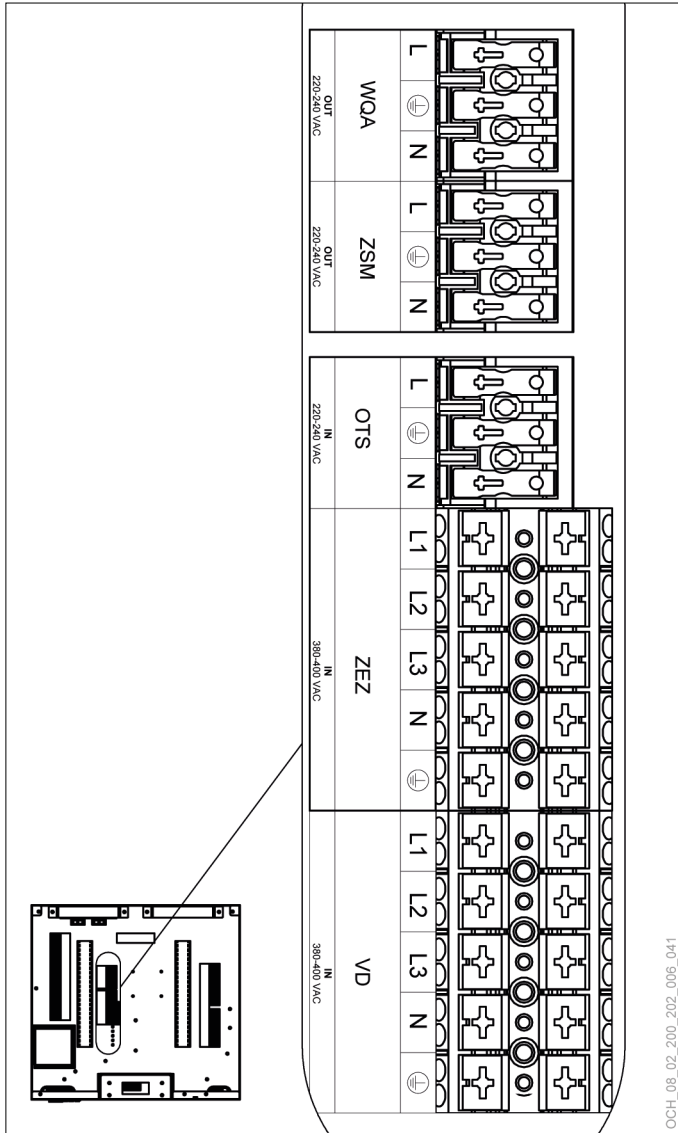 WQA
OUT
220-240 VAC
L
N
ZSM
OUT
220-240 VAC
L
N
OTS
IN
220-240 VAC
L
N
ZEZ
IN
380-400 VAC
L1
L2
L3
N
VD
IN
380-400 VAC
L1
L2
L3
N
OCH_08_02_200_202_006_041